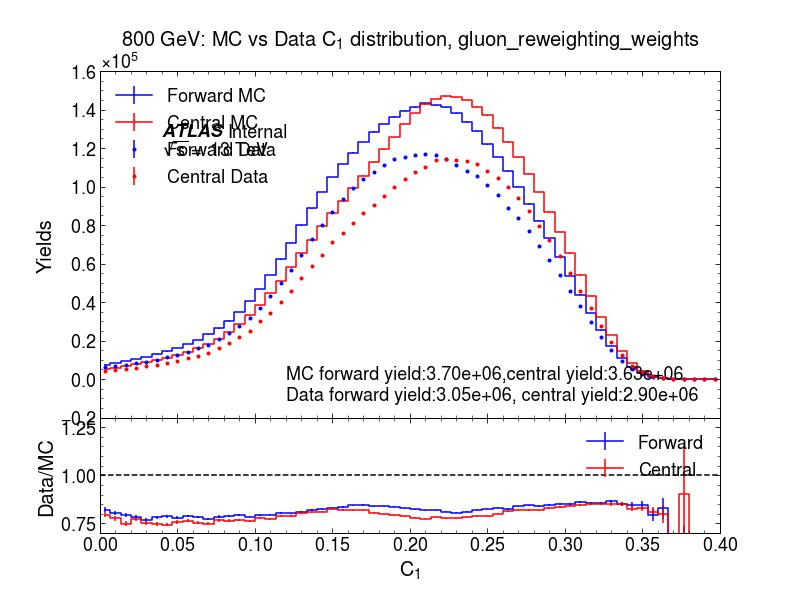 800 GeV: MC vs Data C1 distribution, gluon_reweighting_weights
×10^5
1.6
1.4
1.2
1.0
0.8
0.6
0.4
0.2
0.0
0.2
Yields
Forward MC
Central MC
ATLAS Internal
√s = 13 TeV
Forward Data
Central Data
MC forward yield:3.70e+06,central yield:3.63e+06
Data forward yield:3.05e+06, central yield:2.90e+06
1.25
1.00
0.75
Data/MC
Forward
Central
0.00 0.05 0.10 0.15 0.20 0.25 0.30 0.35 0.40
C1